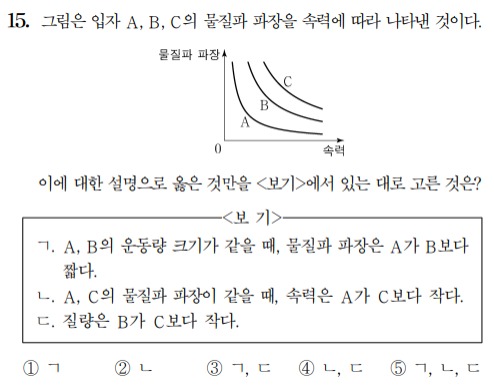 15. 그림은 입자 A, B, C의 물질파 파장을 속력에 따라 나타낸 것이다.
물질파 파장
C
B
A
0
속력
이에 대한 설명으로 옳은 것만을 <보기>에서 있는 대로 고른 것은?
<보 기>
ㄱ. A, B의 운동량 크기가 같을 때, 물질파 파장은 A가 B보다
짧다.
ㄴ. A, C의 물질파 파장이 같을 때, 속력은 A가 C보다 작다.
ㄷ. 질량은 B가 C보다 작다.
① ㄱ ② ㄴ ③ ㄱ, ㄷ ④ ㄴ, ㄷ ⑤ ㄱ, ㄴ, ㄷ